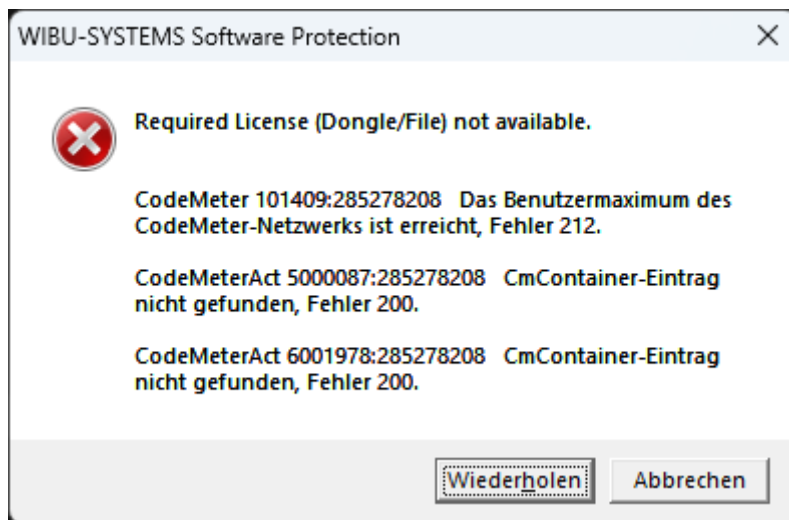 WIBU-SYSTEMS Software Protection
Required License (Dongle/File) not available.
CodeMeter 101409:285278208   Das Benutzermaximum des
CodeMeter-Netzwerks ist erreicht, Fehler 212.
CodeMeterAct 5000087:285278208   CmContainer-Eintrag
nicht gefunden, Fehler 200.
CodeMeterAct 6001978:285278208   CmContainer-Eintrag
nicht gefunden, Fehler 200.
Wiederholen
Abbrechen